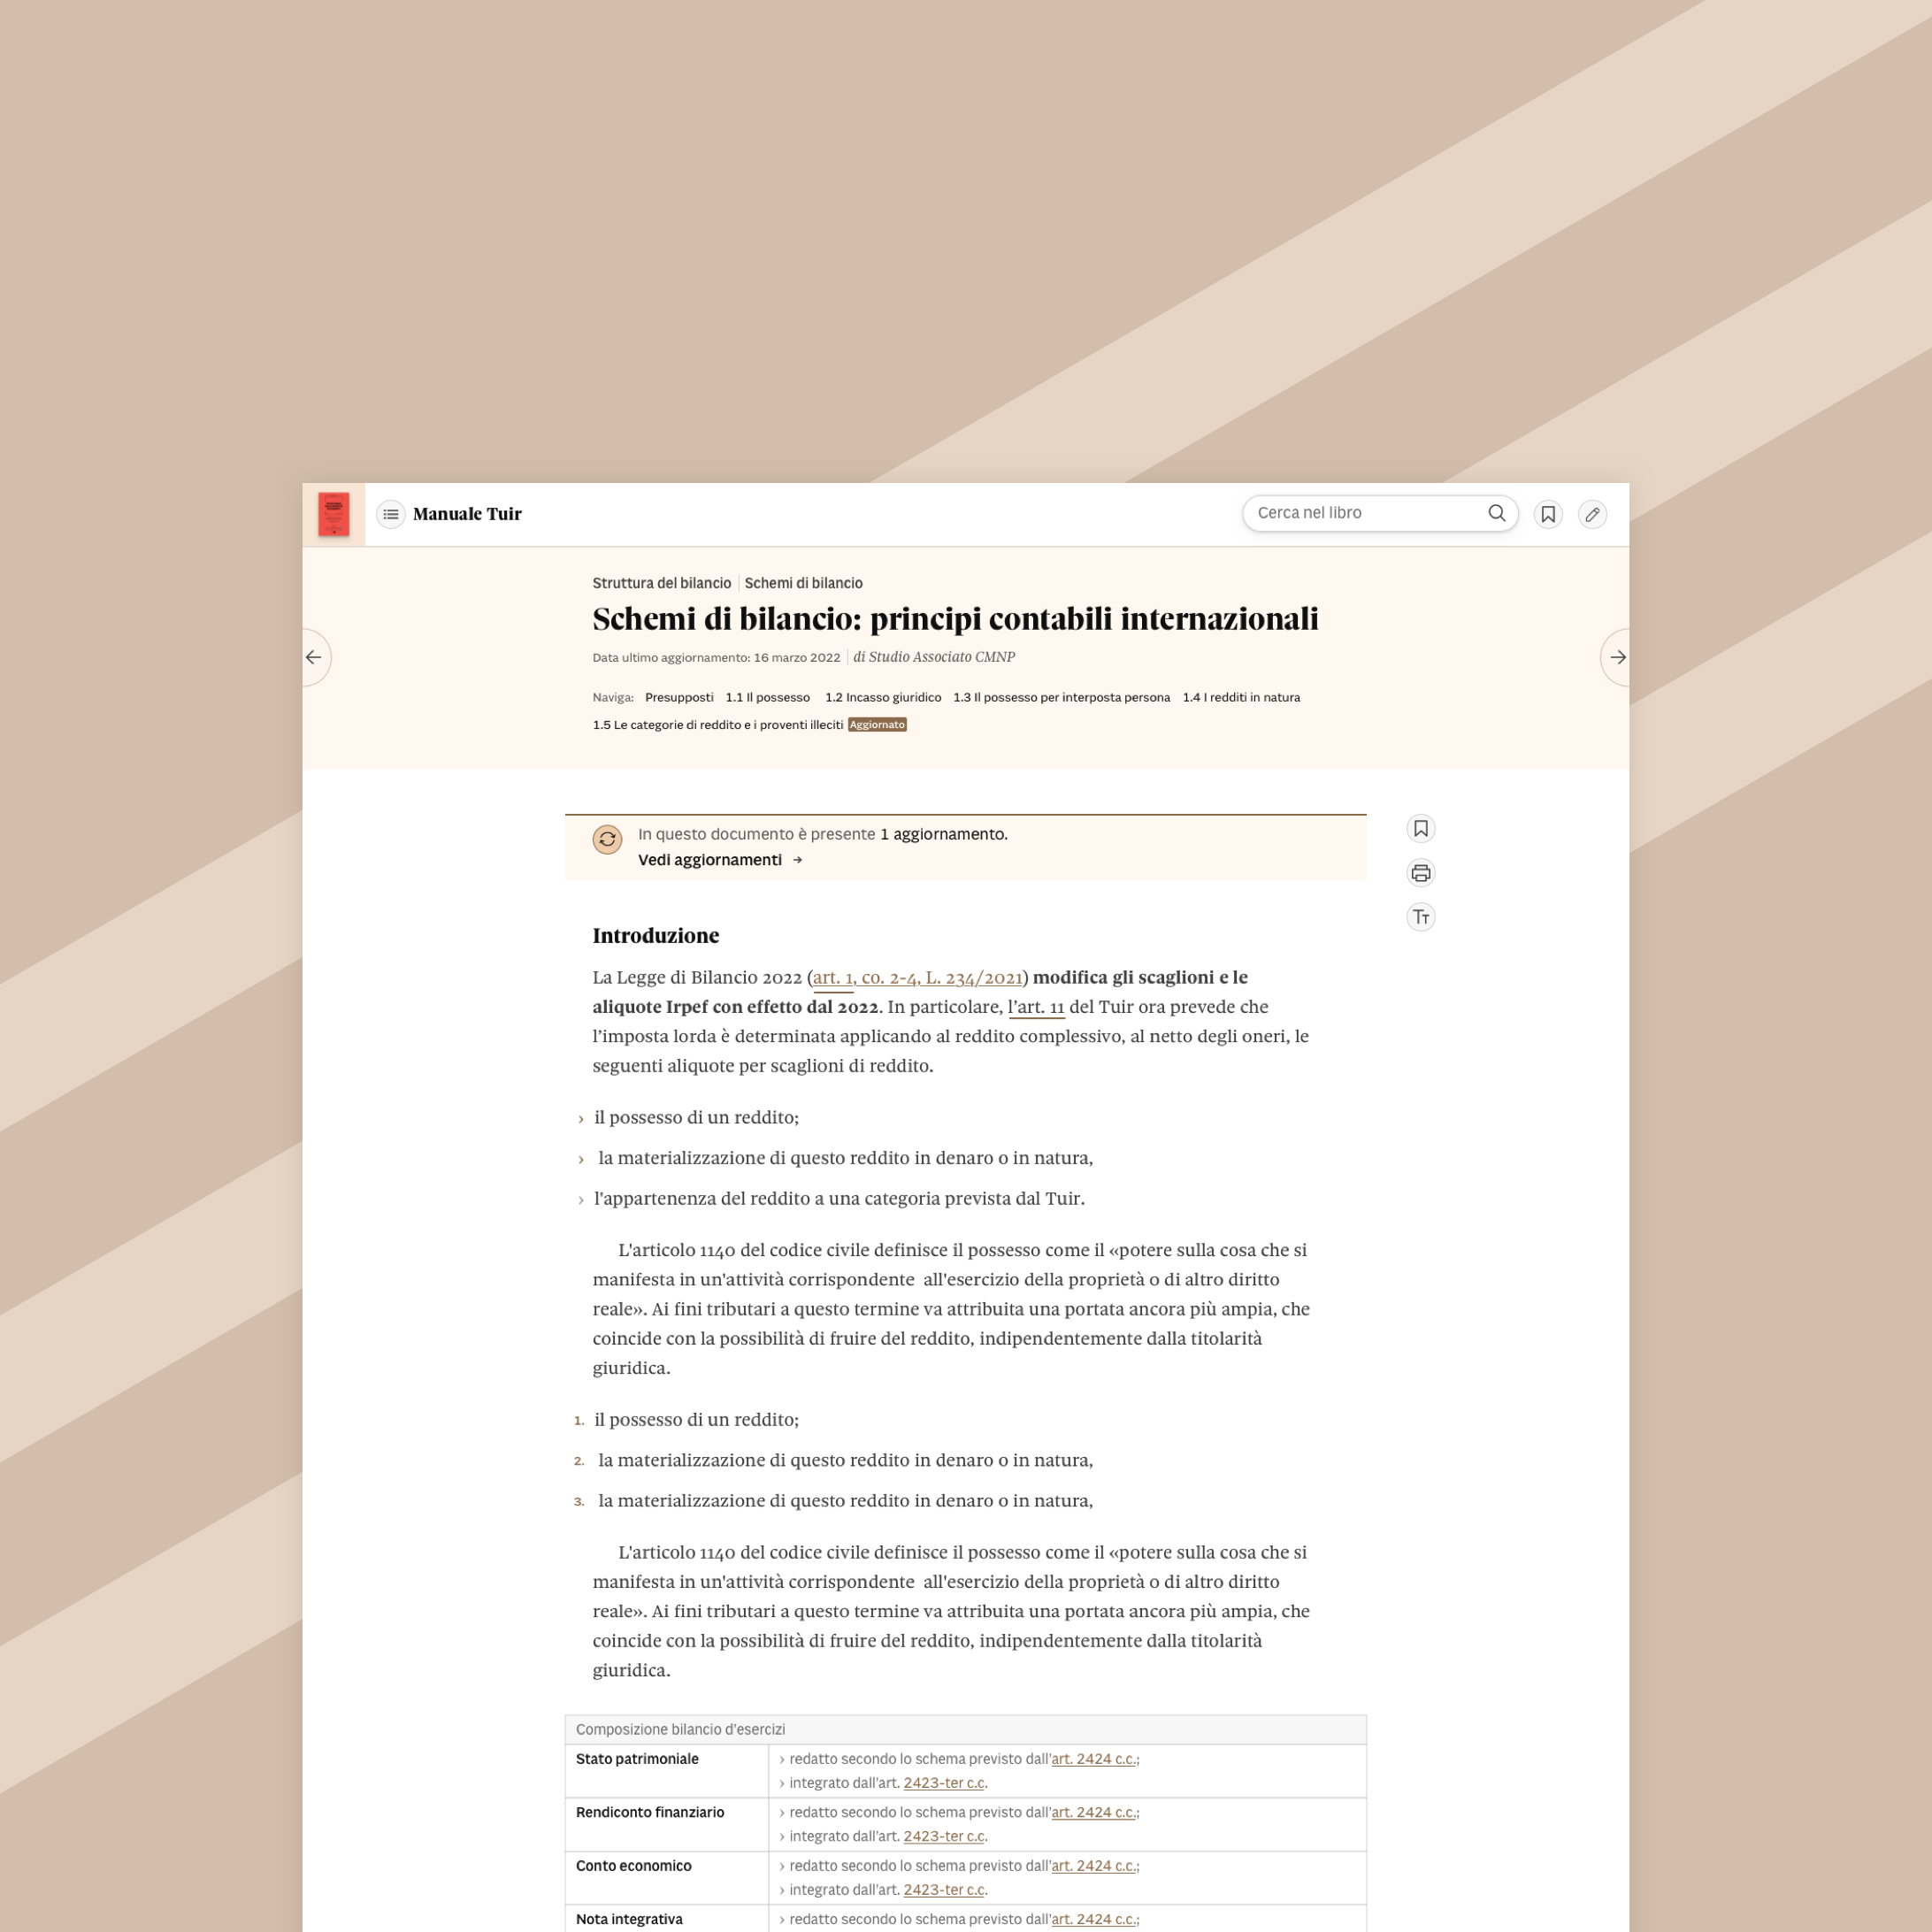 Manuale Tuir
Cerca nel libro
Struttura del bilancio | Schemi di bilancio
Schemi di bilancio: principi contabili internazionali
Data ultimo aggiornamento: 16 marzo 2022 | di Studio Associato CMNP
Naviga: Presupposti 1.1 Il possesso 1.2 Incasso giuridico 1.3 Il possesso per interposta persona 1.4 I redditi in natura
1.5 Le categorie di reddito e i proventi illeciti Aggiornato
In questo documento è presente 1 aggiornamento.
Vedi aggiornamenti →
Tт
Introduzione
La Legge di Bilancio 2022 (art. 1, co. 2-4, L. 234/2021) modifica gli scaglioni e le
aliquote Irpef con effetto dal 2022. In particolare, l’art. 11 del Tuir ora prevede che
l’imposta lorda è determinata applicando al reddito complessivo, al netto degli oneri, le
seguenti aliquote per scaglioni di reddito.
› il possesso di un reddito;
› la materializzazione di questo reddito in denaro o in natura,
› l'appartenenza del reddito a una categoria prevista dal Tuir.
L'articolo 1140 del codice civile definisce il possesso come il «potere sulla cosa che si
manifesta in un'attività corrispondente all'esercizio della proprietà o di altro diritto
reale». Ai fini tributari a questo termine va attribuita una portata ancora più ampia, che
coincide con la possibilità di fruire del reddito, indipendentemente dalla titolarità
giuridica.
1. il possesso di un reddito;
2. la materializzazione di questo reddito in denaro o in natura,
3. la materializzazione di questo reddito in denaro o in natura,
L'articolo 1140 del codice civile definisce il possesso come il «potere sulla cosa che si
manifesta in un'attività corrispondente all'esercizio della proprietà o di altro diritto
reale». Ai fini tributari a questo termine va attribuita una portata ancora più ampia, che
coincide con la possibilità di fruire del reddito, indipendentemente dalla titolarità
giuridica.
Composizione bilancio d'esercizi
Stato patrimoniale › redatto secondo lo schema previsto dall'art. 2424 c.c.;
› integrato dall'art. 2423-ter c.c.
Rendiconto finanziario › redatto secondo lo schema previsto dall'art. 2424 c.c.;
› integrato dall'art. 2423-ter c.c.
Conto economico › redatto secondo lo schema previsto dall'art. 2424 c.c.;
› integrato dall'art. 2423-ter c.c.
Nota integrativa › redatto secondo lo schema previsto dall'art. 2424 c.c.;